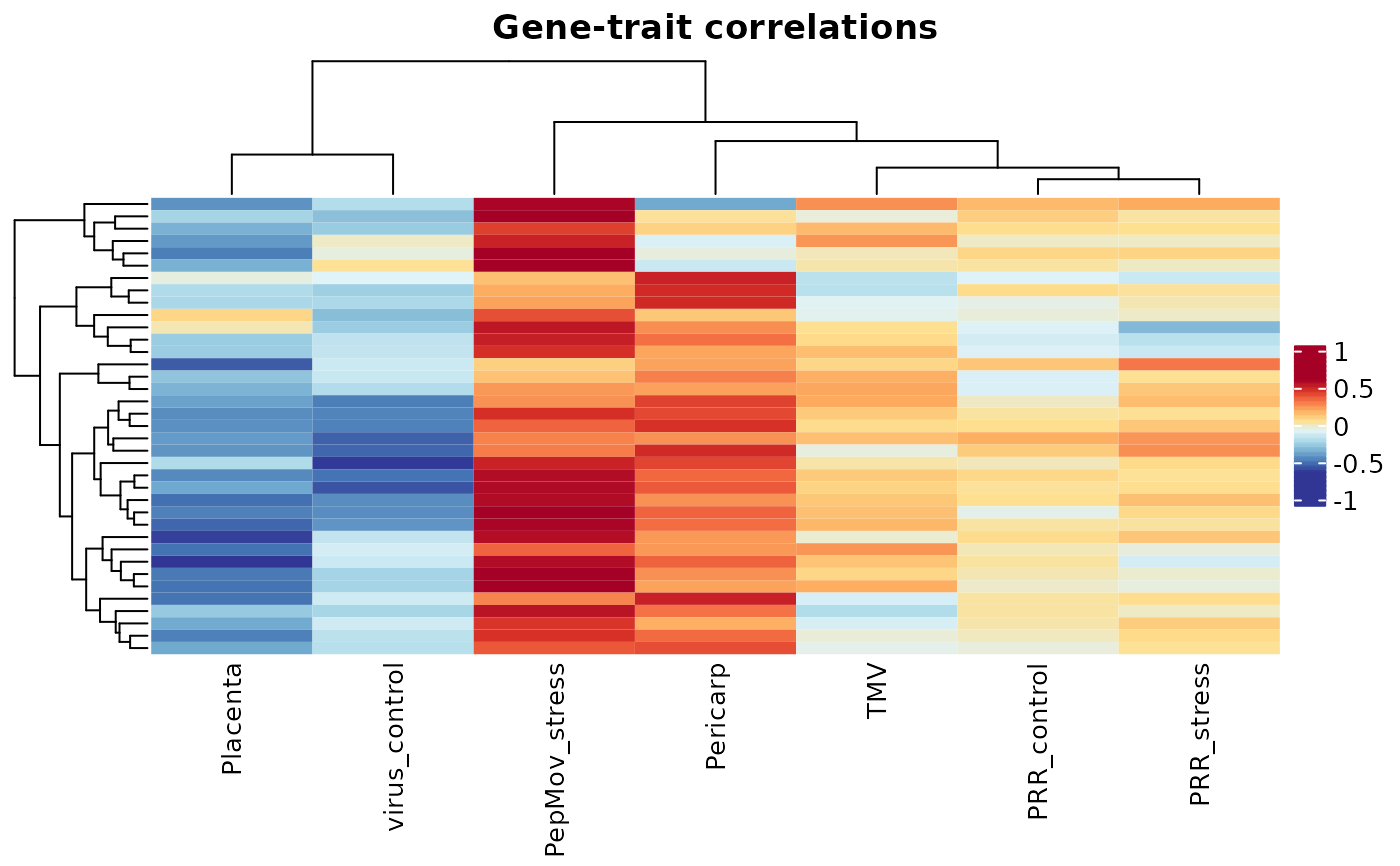 Gene-trait correlations
1
0.5
0
-0.5
-1
Placenta
virus_control
PepMov_stress
Pericarp
TMV
PRR_control
PRR_stress